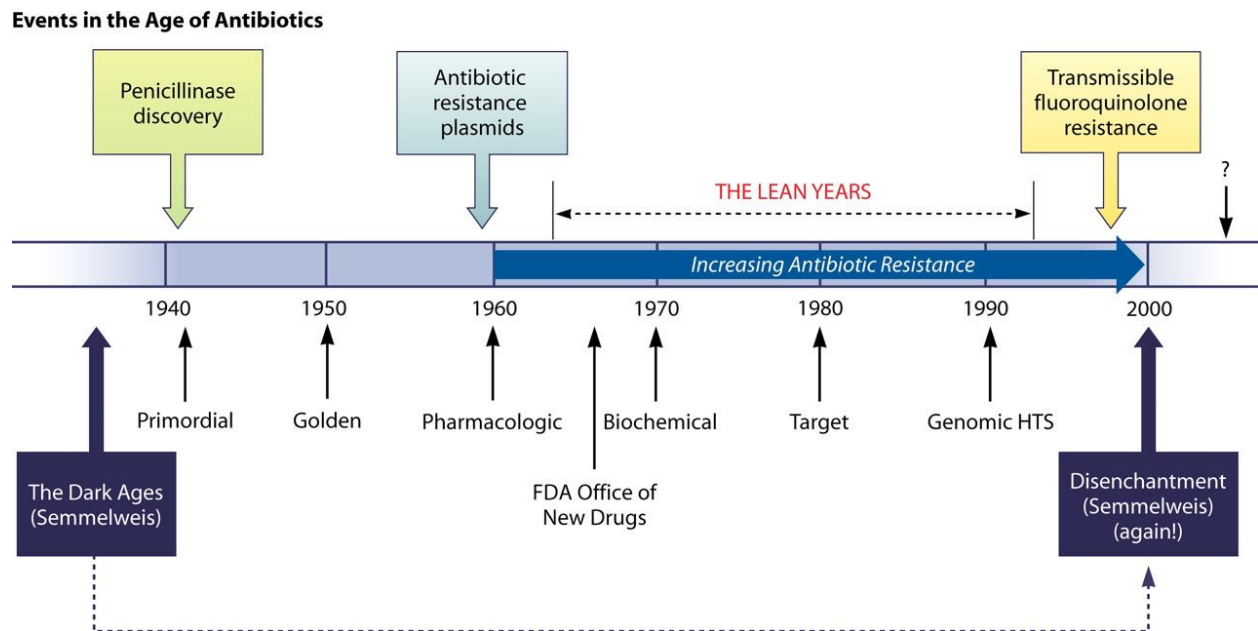 Events in the Age of Antibiotics
Penicillinase
discovery
Antibiotic
resistance
plasmids
Transmissible
fluoroquinolone
resistance
?
THE LEAN YEARS
Increasing Antibiotic Resistance
1940
1950
1960
1970
1980
1990
2000
Primordial
Golden
Pharmacologic
Biochemical
Target
Genomic HTS
FDA Office of
New Drugs
The Dark Ages
(Semmelweis)
Disenchantment
(Semmelweis)
(again!)